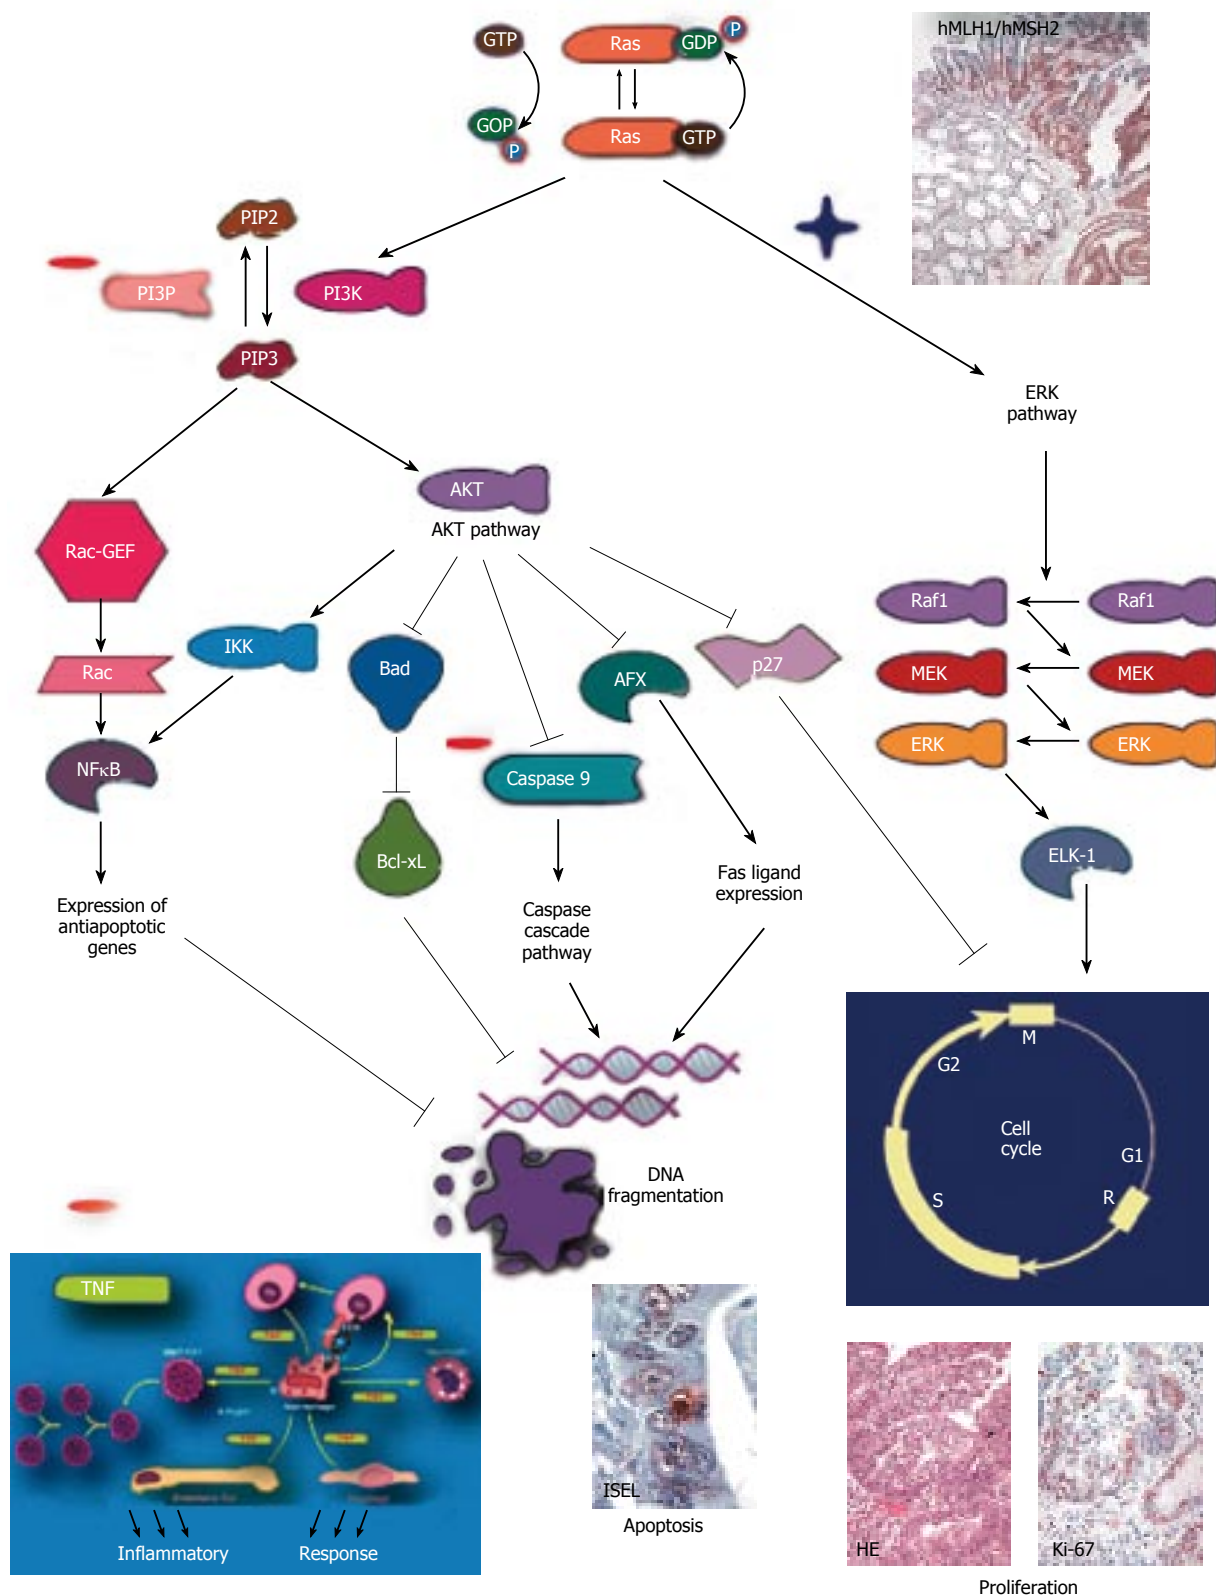 hMLH1/hMSH2
GTP
Ras
GDP
P
GOP
P
Ras
GTP
PIP2
PI3P
PI3K
PIP3
ERK
pathway
AKT
AKT pathway
Rac-GEF
Raf1
Raf1
IKK
Rac
Bad
AFX
p27
MEK
MEK
NFκB
Caspase 9
ERK
ERK
Bcl-xL
ELK-1
Fas ligand
expression
Expression of
antiapoptotic
genes
Caspase
cascade
pathway
M
G2
Cell
cycle
G1
R
S
DNA
fragmentation
TNF
Inflammatory
Response
ISEL
Apoptosis
HE
Ki-67
Proliferation